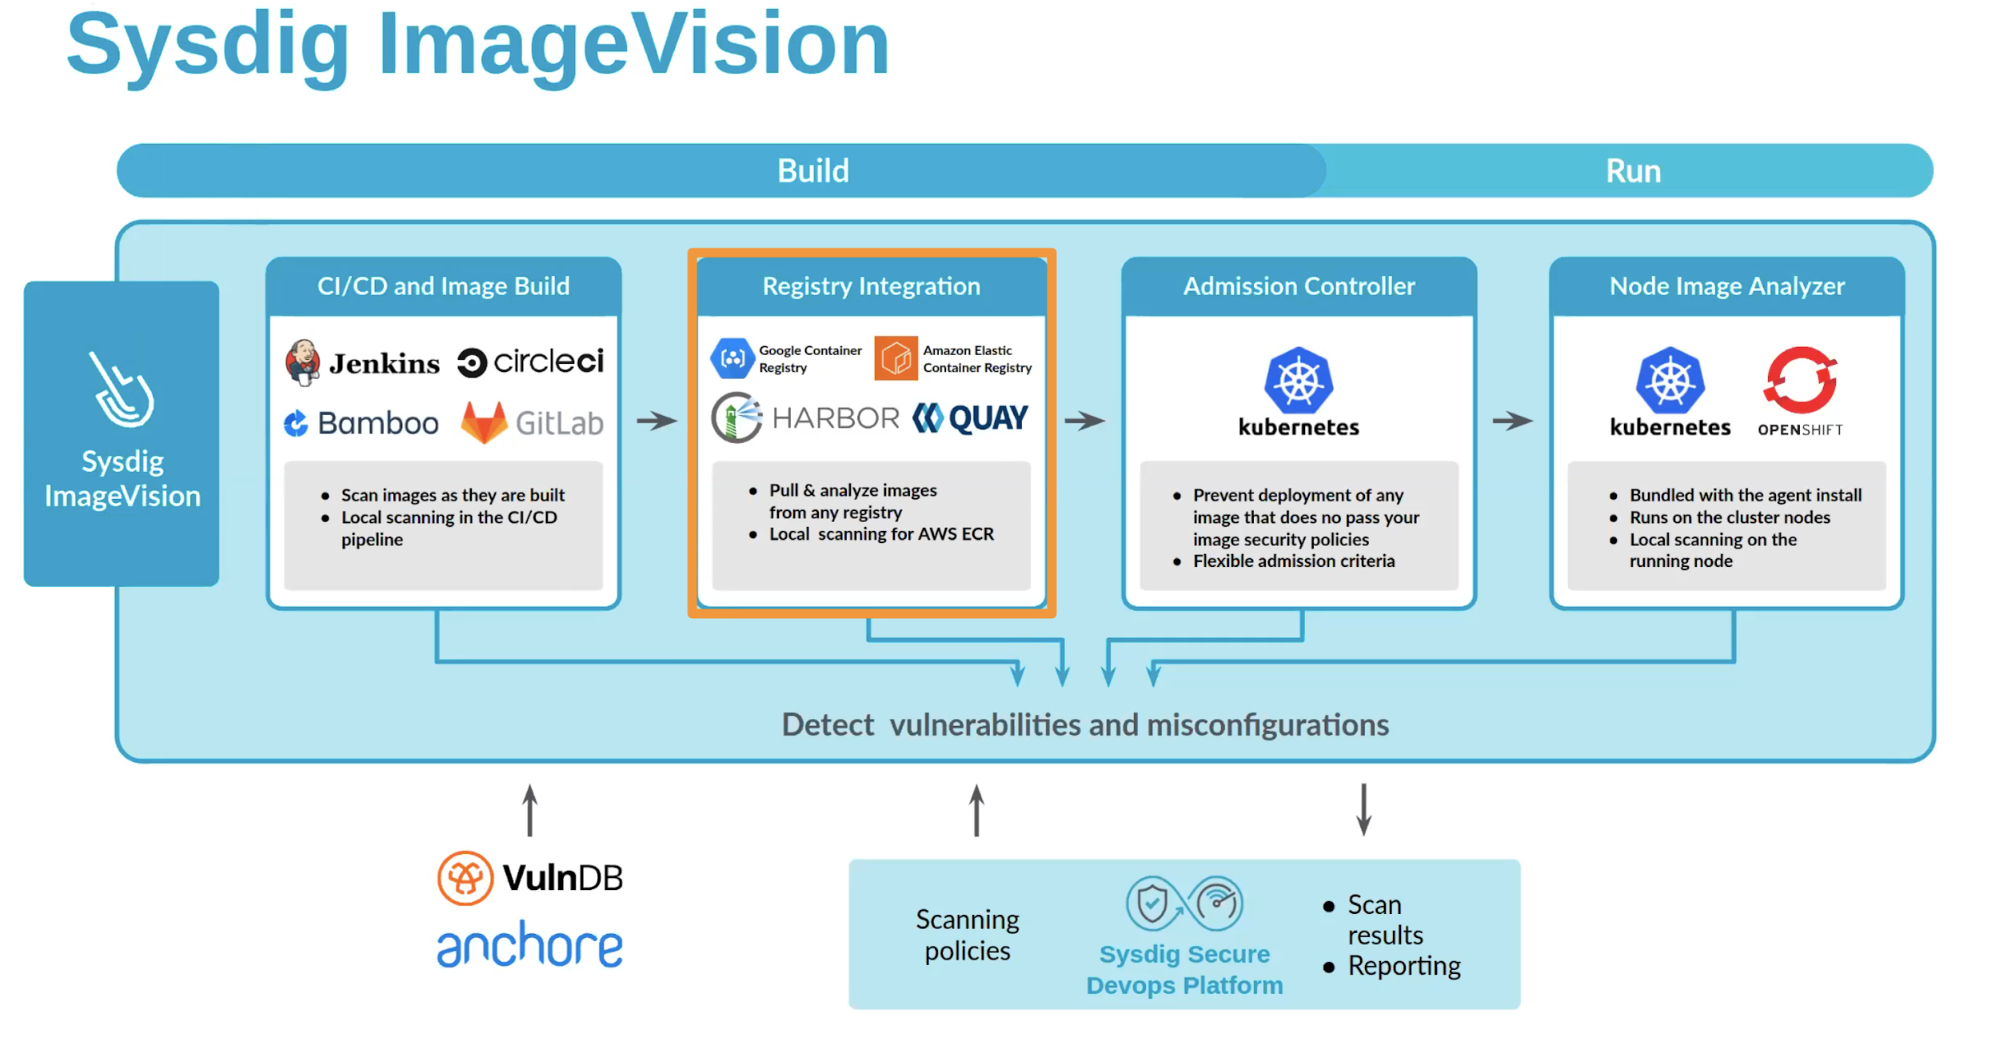 Sysdig ImageVision
Build
Run
Sysdig
ImageVision
CI/CD and Image Build
Jenkins
circleci
Bamboo
GitLab
• Scan images as they are built
• Local scanning in the CI/CD
pipeline
Registry Integration
Google Container
Registry
Amazon Elastic
Container Registry
HARBOR
QUAY
• Pull & analyze images
from any registry
• Local scanning for AWS ECR
Admission Controller
kubernetes
• Prevent deployment of any
image that does no pass your
image security policies
• Flexible admission criteria
Node Image Analyzer
kubernetes
OPENSHIFT
• Bundled with the agent install
• Runs on the cluster nodes
• Local scanning on the
running node
Detect vulnerabilities and misconfigurations
VulnDB
anchore
Scanning
policies
Sysdig Secure
Devops Platform
• Scan
results
• Reporting